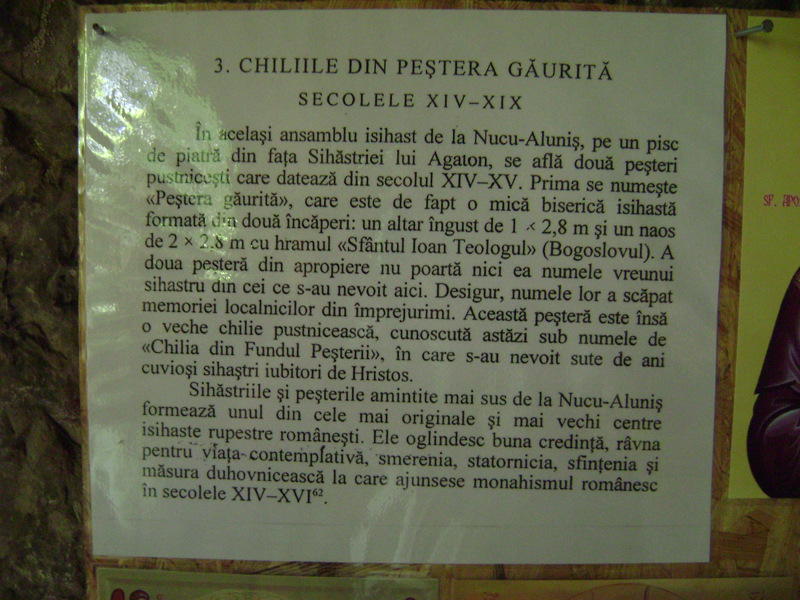 3. CHILIILE DIN PEŞTERA GĂURITĂ
SECOLELE XIV–XIX
În acelaşi ansamblu isihast de la Nucu-Aluniş, pe un pisc
de piatră din faţa Sihăstriei lui Agaton, se află două peşteri
pustniceşti care datează din secolul XIV–XV. Prima se numeşte
«Peştera găurită», care este de fapt o mică biserică isihastă
formată din două încăperi: un altar îngust de 1 × 2,8 m şi un naos
de 2 × 2.8 m cu hramul «Sfântul Ioan Teologul» (Bogoslovul). A
doua peşteră din apropiere nu poartă nici ea numele vreunui
sihastru din cei ce s-au nevoit aici. Desigur, numele lor a scăpat
memoriei localnicilor din împrejurimi. Această peşteră este însă
o veche chilie pustnicească, cunoscută astăzi sub numele de
«Chilia din Fundul Peşterii», în care s-au nevoit sute de ani
cuvioşi sihaştri iubitori de Hristos.
Sihăstriile şi peşterile amintite mai sus de la Nucu-Aluniş
formează unul din cele mai originale şi mai vechi centre
isihaste rupestre româneşti. Ele oglindesc buna credinţă, râvna
pentru viaţa contemplativă, smerenia, statornicia, sfinţenia şi
măsura duhovnicească la care ajunsese monahismul românesc
în secolele XIV–XVI⁶².
SF. APO